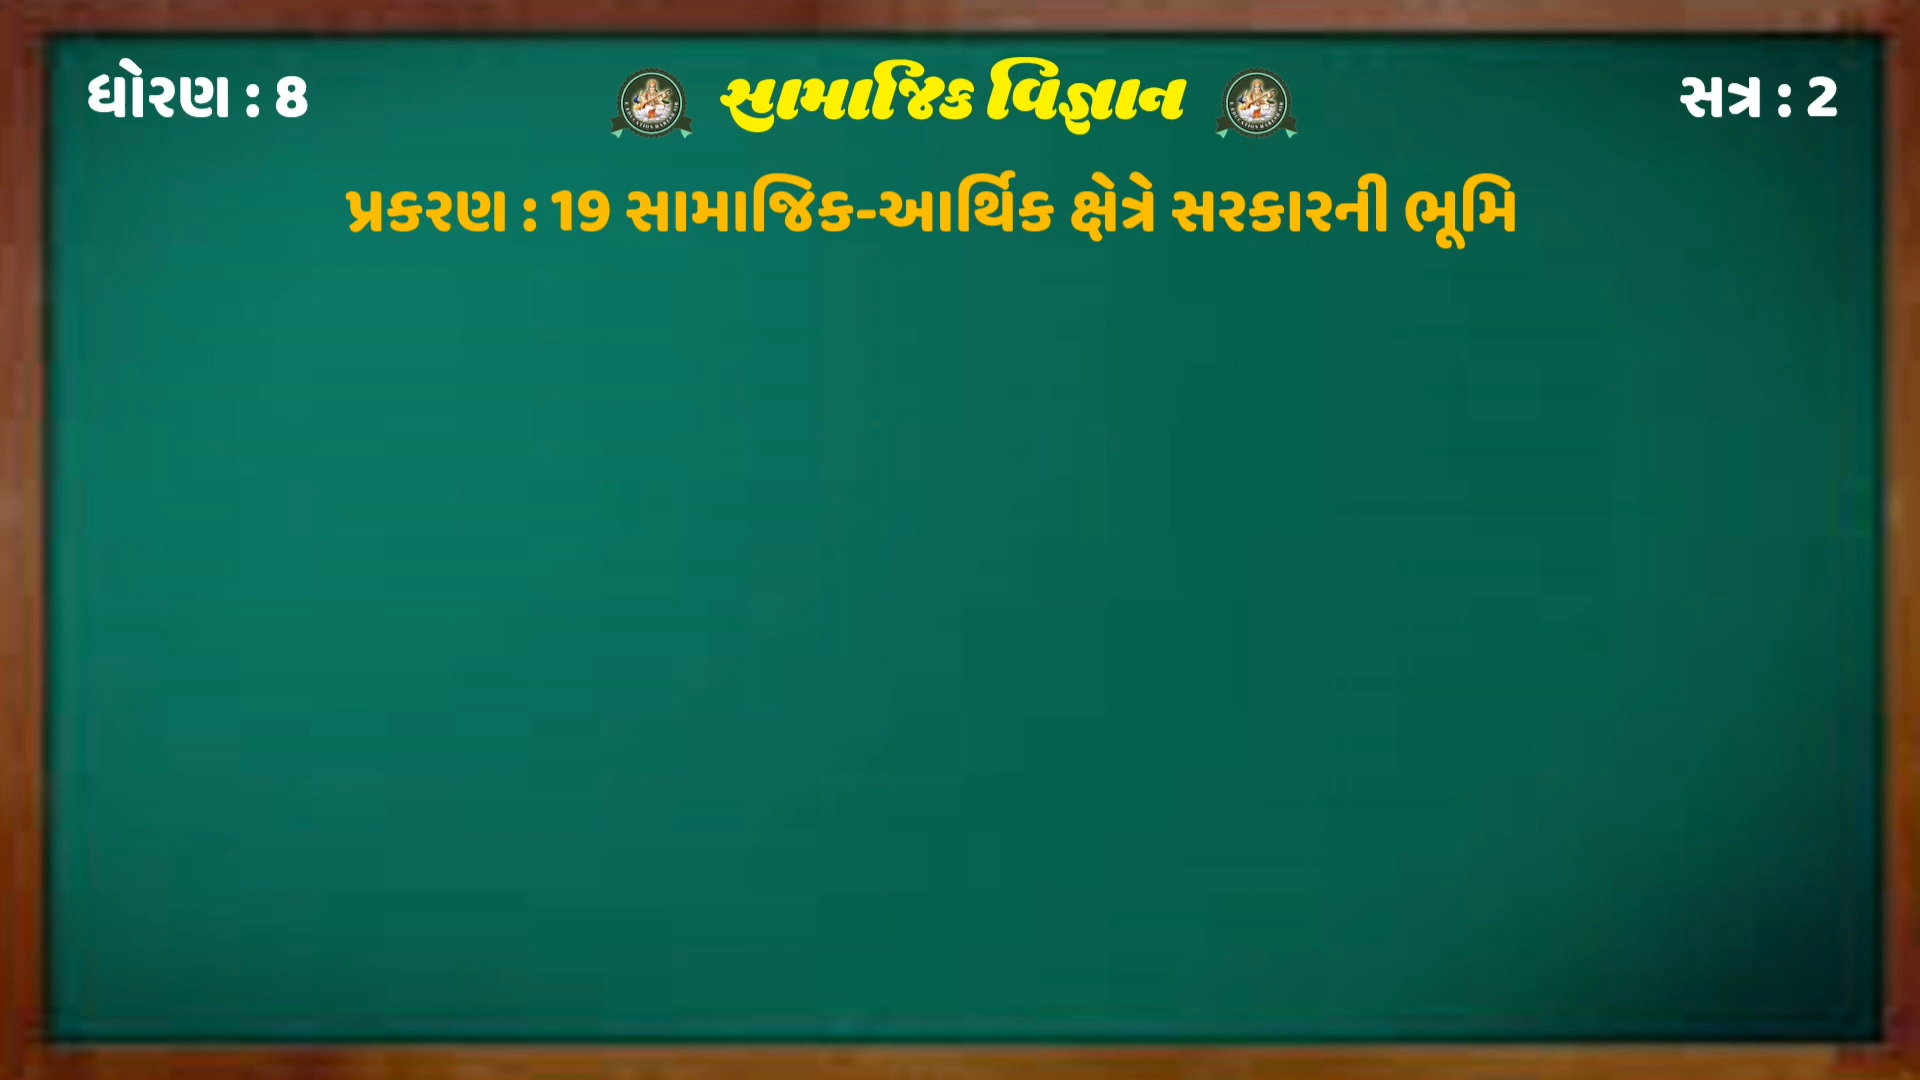 ધોરણ : 8 સામાજિક વિજ્ઞાન સત્ર : 2
પ્રકરણ : 19 સામાજિક-આર્થિક ક્ષેત્રે સરકારની ભૂમિ